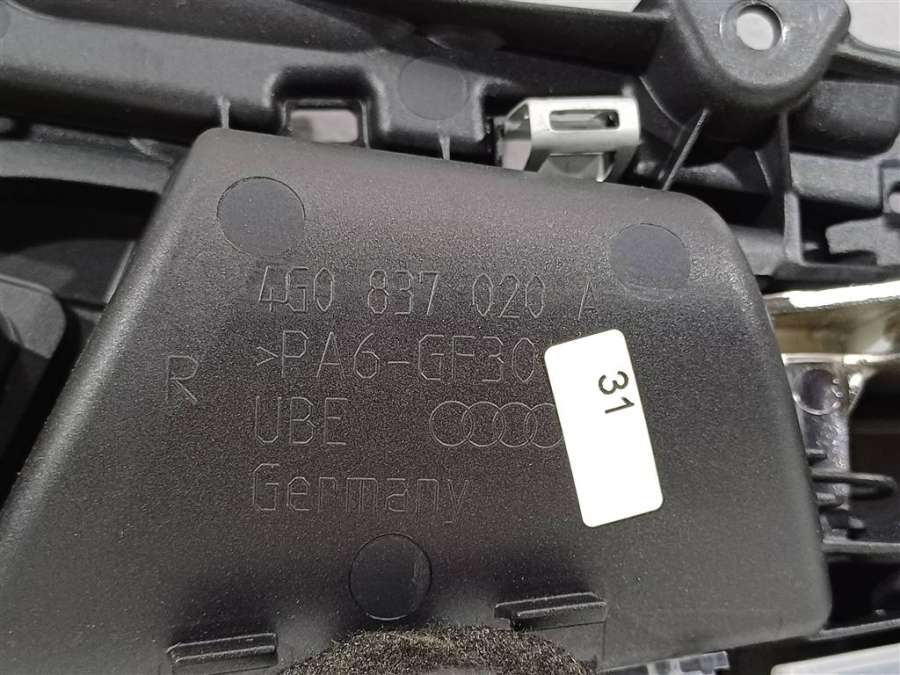 4G0 837 020 A
>PA6-GF30
R
UBE
Germany
31